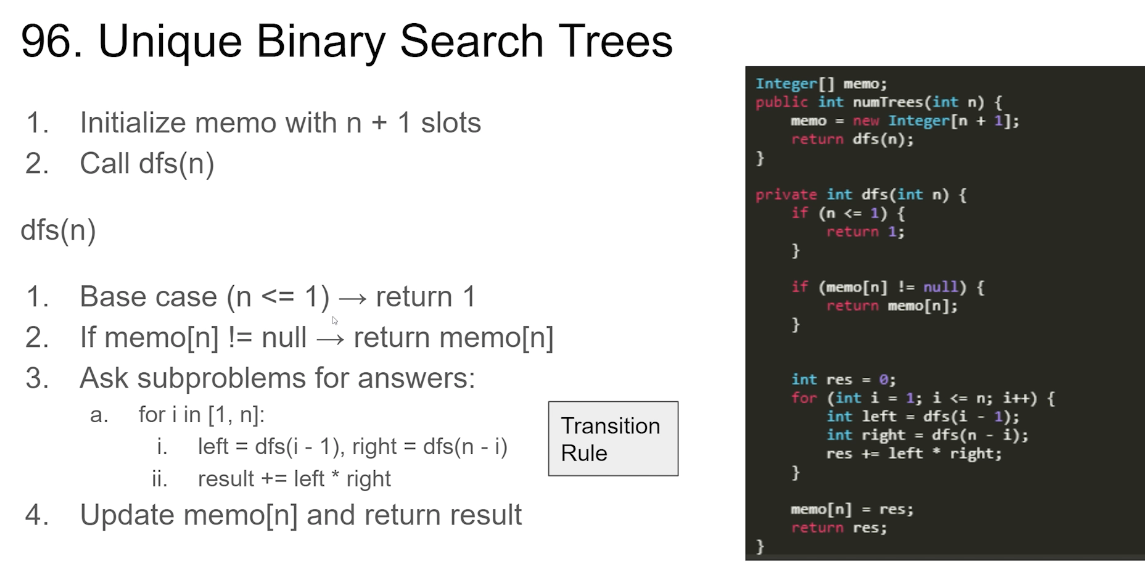 96. Unique Binary Search Trees
1. Initialize memo with n + 1 slots
2. Call dfs(n)
dfs(n)
1. Base case (n <= 1) → return 1
2. If memo[n] != null → return memo[n]
3. Ask subproblems for answers:
a. for i in [1, n]:
i. left = dfs(i - 1), right = dfs(n - i)
ii. result += left * right
4. Update memo[n] and return result
Transition
Rule
Integer[] memo;
public int numTrees(int n) {
    memo = new Integer[n + 1];
    return dfs(n);
}
private int dfs(int n) {
    if (n <= 1) {
        return 1;
    }
    if (memo[n] != null) {
        return memo[n];
    }
    int res = 0;
    for (int i = 1; i <= n; i++) {
        int left = dfs(i - 1);
        int right = dfs(n - i);
        res += left * right;
    }
    memo[n] = res;
    return res;
}